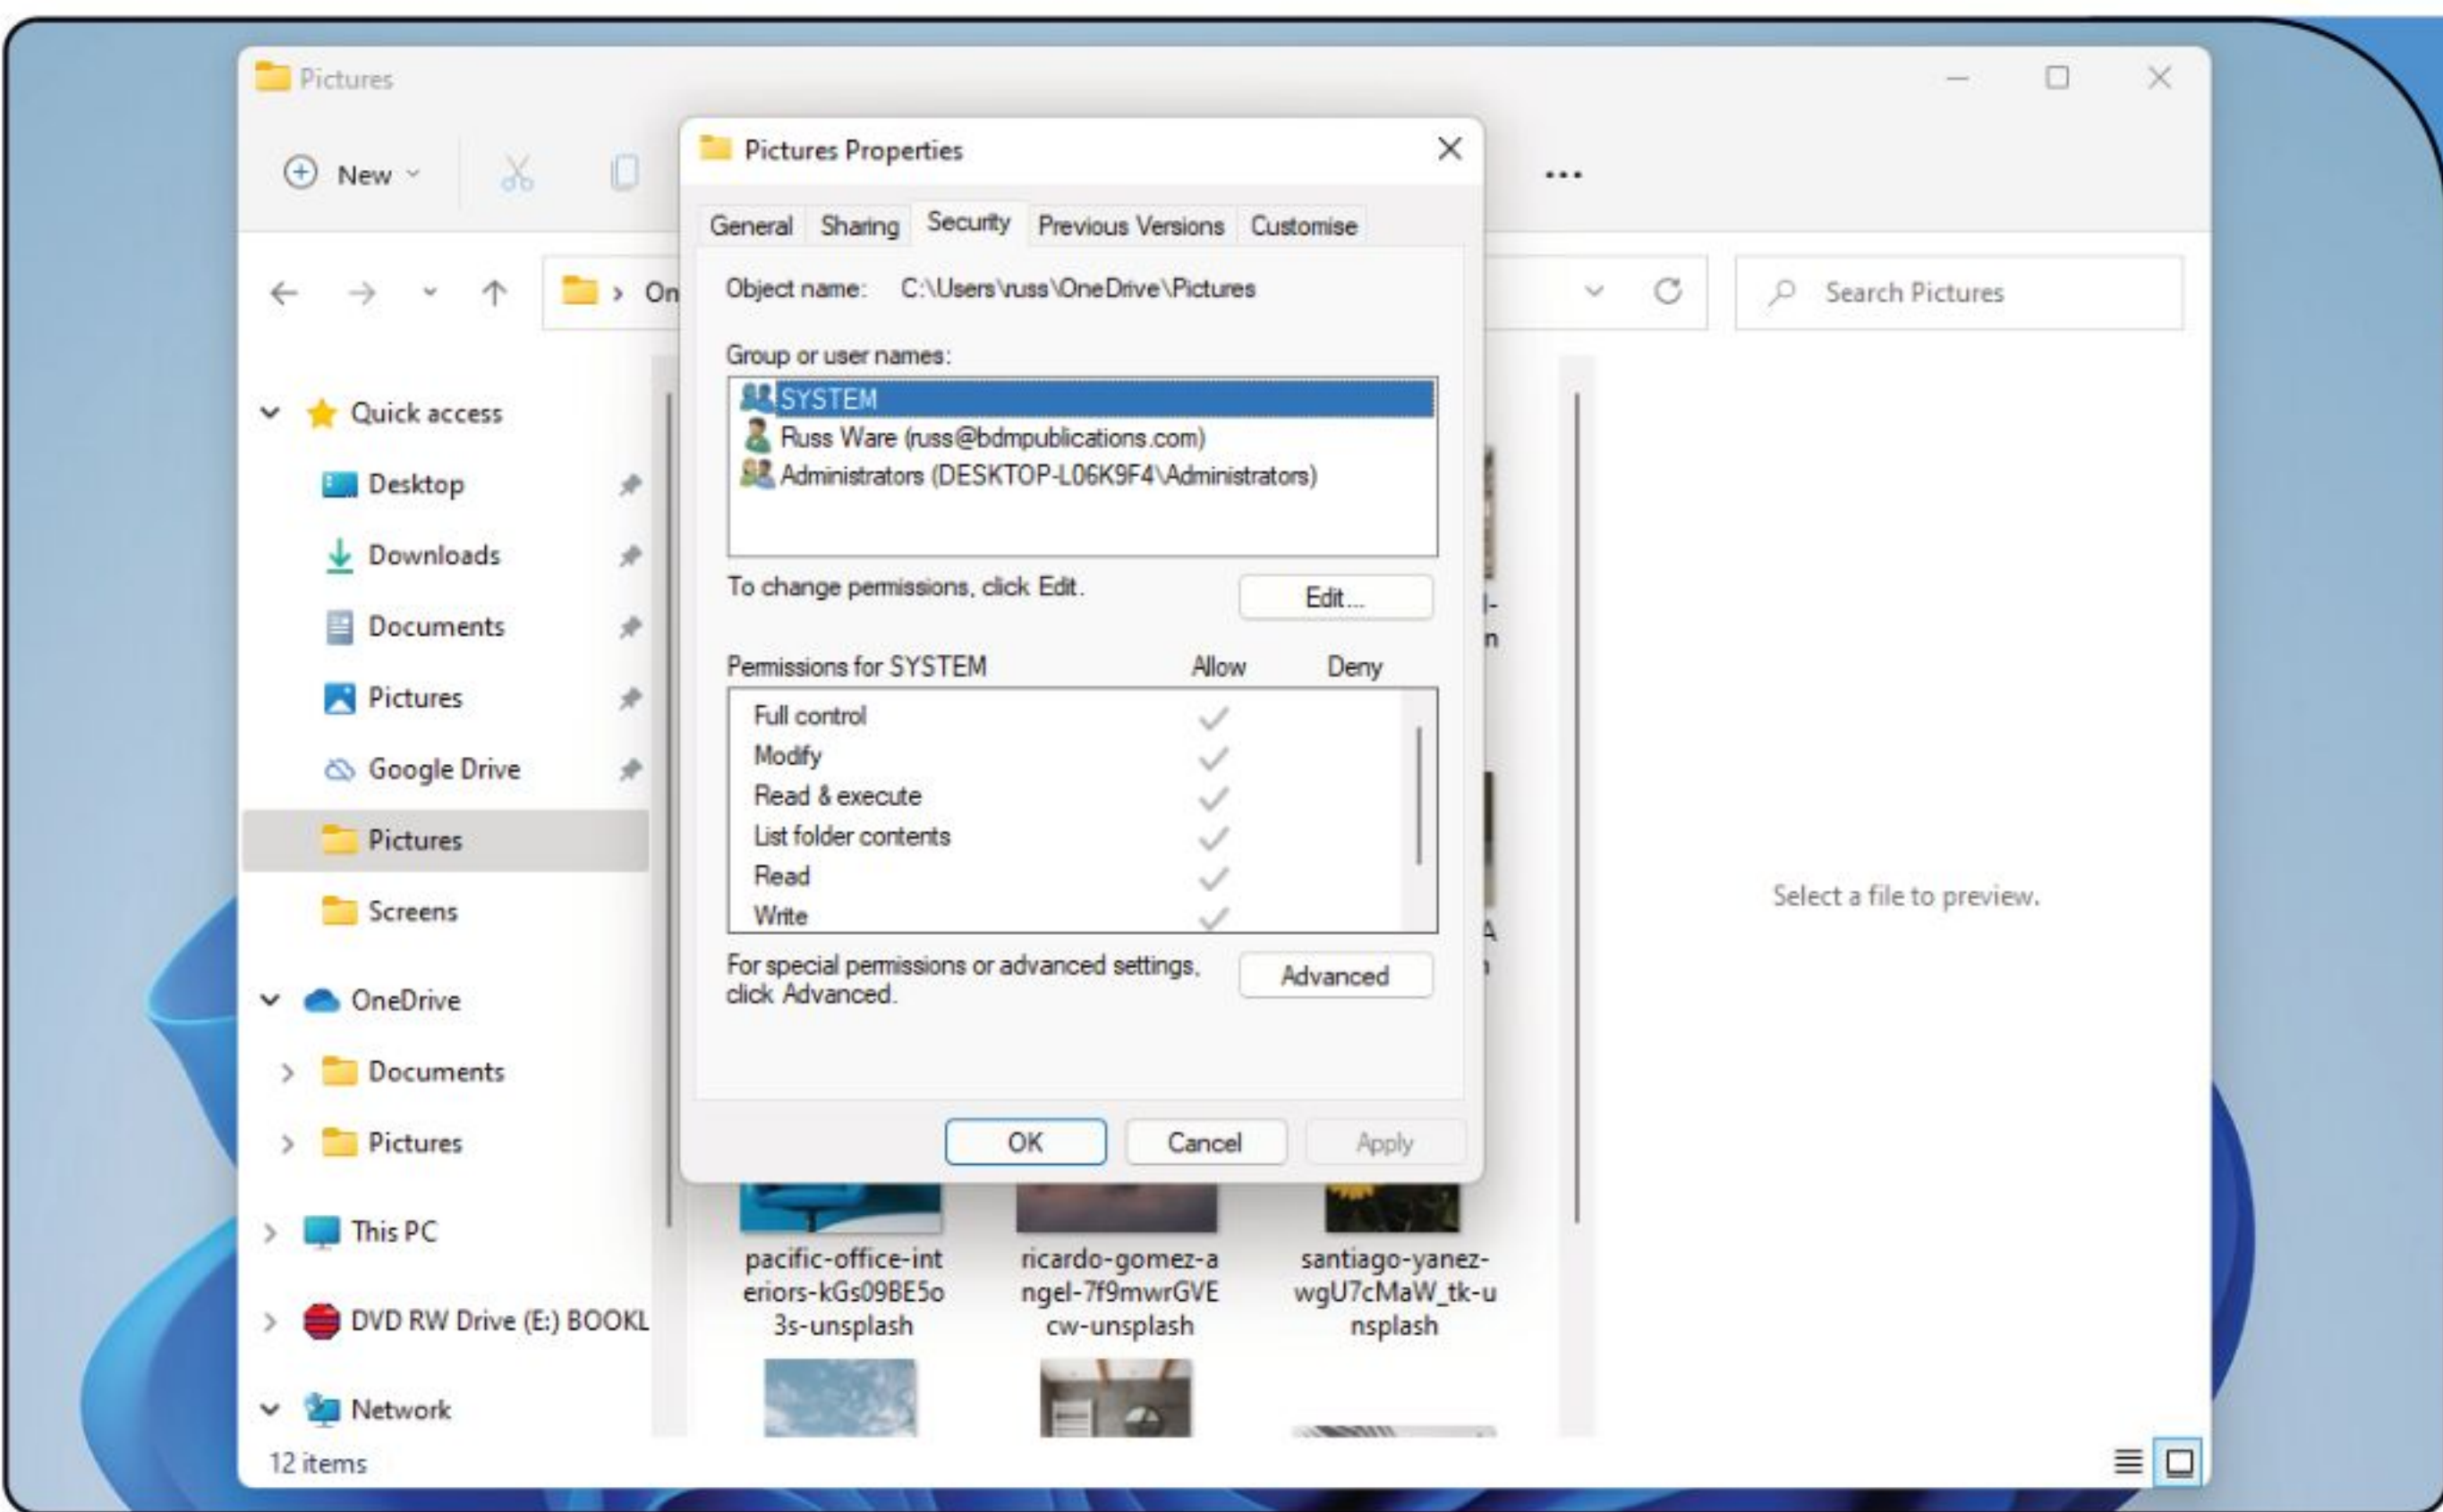 Pictures
New
Pictures Properties
General Sharing Security Previous Versions Customise
Object name: C:\Users\russ\OneDrive\Pictures
Group or user names:
SYSTEM
Russ Ware (russ@bdmpublications.com)
Administrators (DESKTOP-L06K9F4\Administrators)
To change permissions, click Edit.
Edit...
Permissions for SYSTEM Allow Deny
Full control
Modify
Read & execute
List folder contents
Read
Write
For special permissions or advanced settings,
click Advanced.
Advanced
OK Cancel Apply
Search Pictures
Quick access
Desktop
Downloads
Documents
Pictures
Google Drive
Pictures
Screens
OneDrive
Documents
Pictures
This PC
DVD RW Drive (E:) BOOKL
Network
12 items
pacific-office-int
eriors-kGs09BE5o
3s-unsplash
ricardo-gomez-a
ngel-7f9mwrGVE
cw-unsplash
santiago-yanez-
wgU7cMaW_tk-u
nsplash
Select a file to preview.